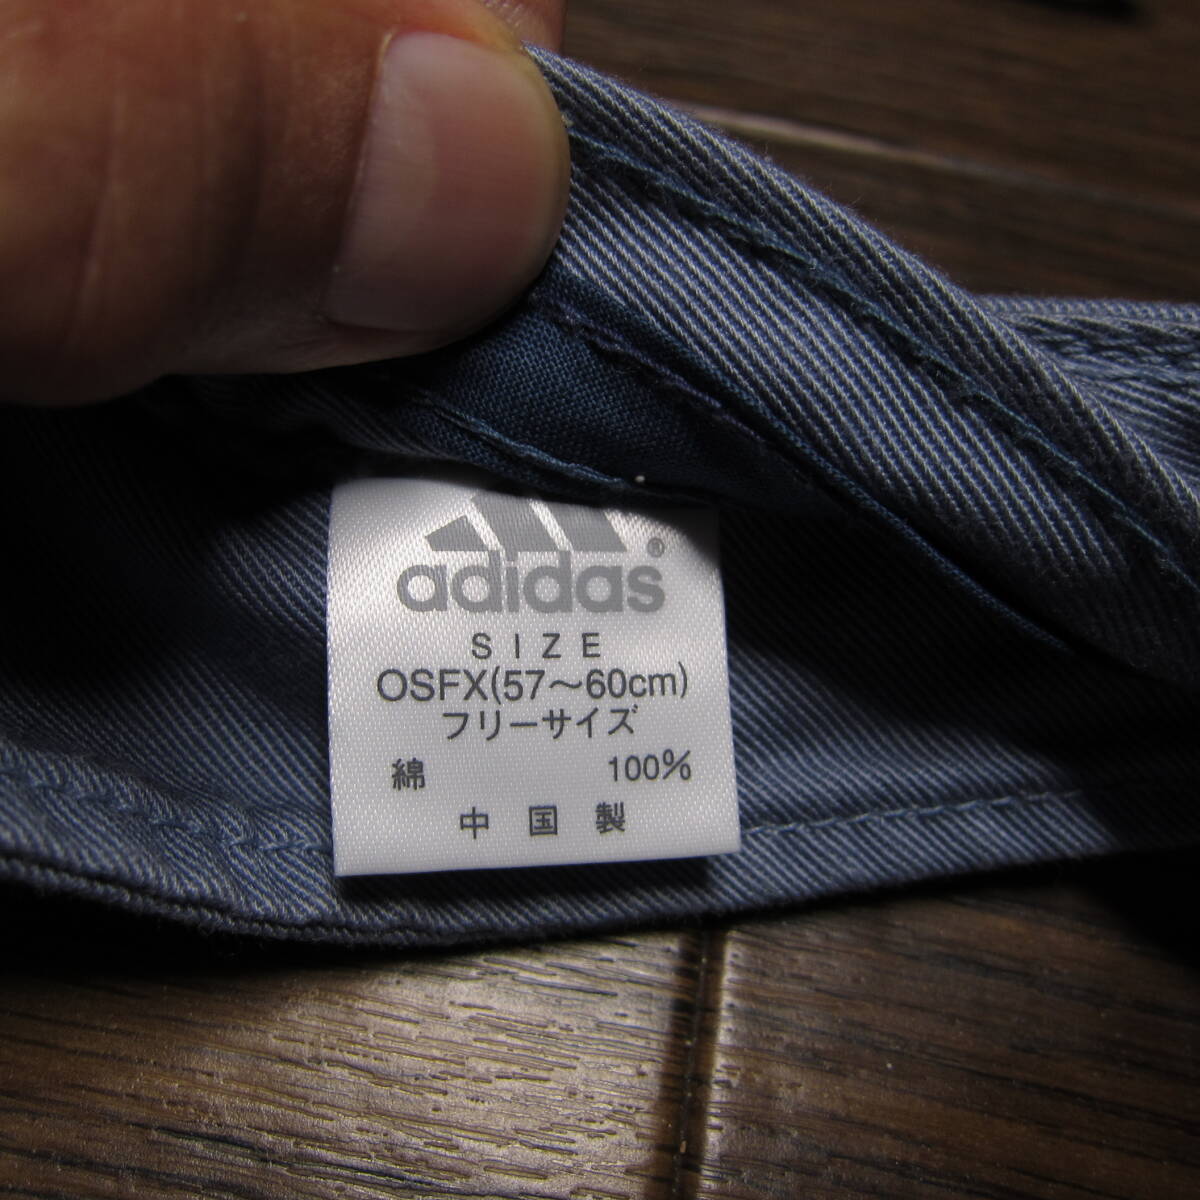 adidas®
SIZE
OSFX(57～60cm)
フリーサイズ
綿 100%
中国製